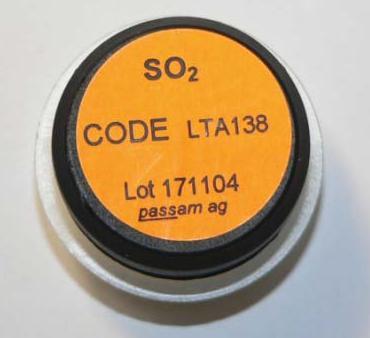 SO₂
CODE LTA138
Lot 171104
passam ag